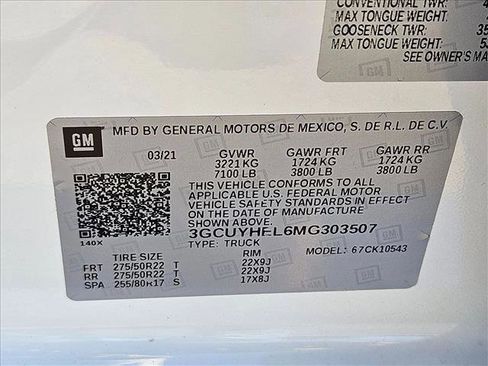 CONVENTIONAL TWR:
MAX TONGUE WEIGHT:
GOOSENECK TWR: 35
MAX TONGUE WEIGHT: 53
SEE OWNER'S MA
GM
MFD BY GENERAL MOTORS DE MEXICO, S. DE R.L. DE C.V.
03/21 GVWR GAWR FRT GAWR RR
3221 KG 1724 KG 1724 KG
7100 LB 3800 LB 3800 LB
THIS VEHICLE CONFORMS TO ALL
APPLICABLE U.S. FEDERAL MOTOR
VEHICLE SAFETY STANDARDS IN EFFECT
ON THE DATE OF MANUFACTURE
SHOWN ABOVE.
3GCUYHEL6MG303507
TYPE: TRUCK MODEL: 67CK10543
140X
TIRE SIZE RIM
FRT 275/50R22 T 22X9J
RR 275/50R22 T 22X9J
SPA 255/80R17 S 17X8J